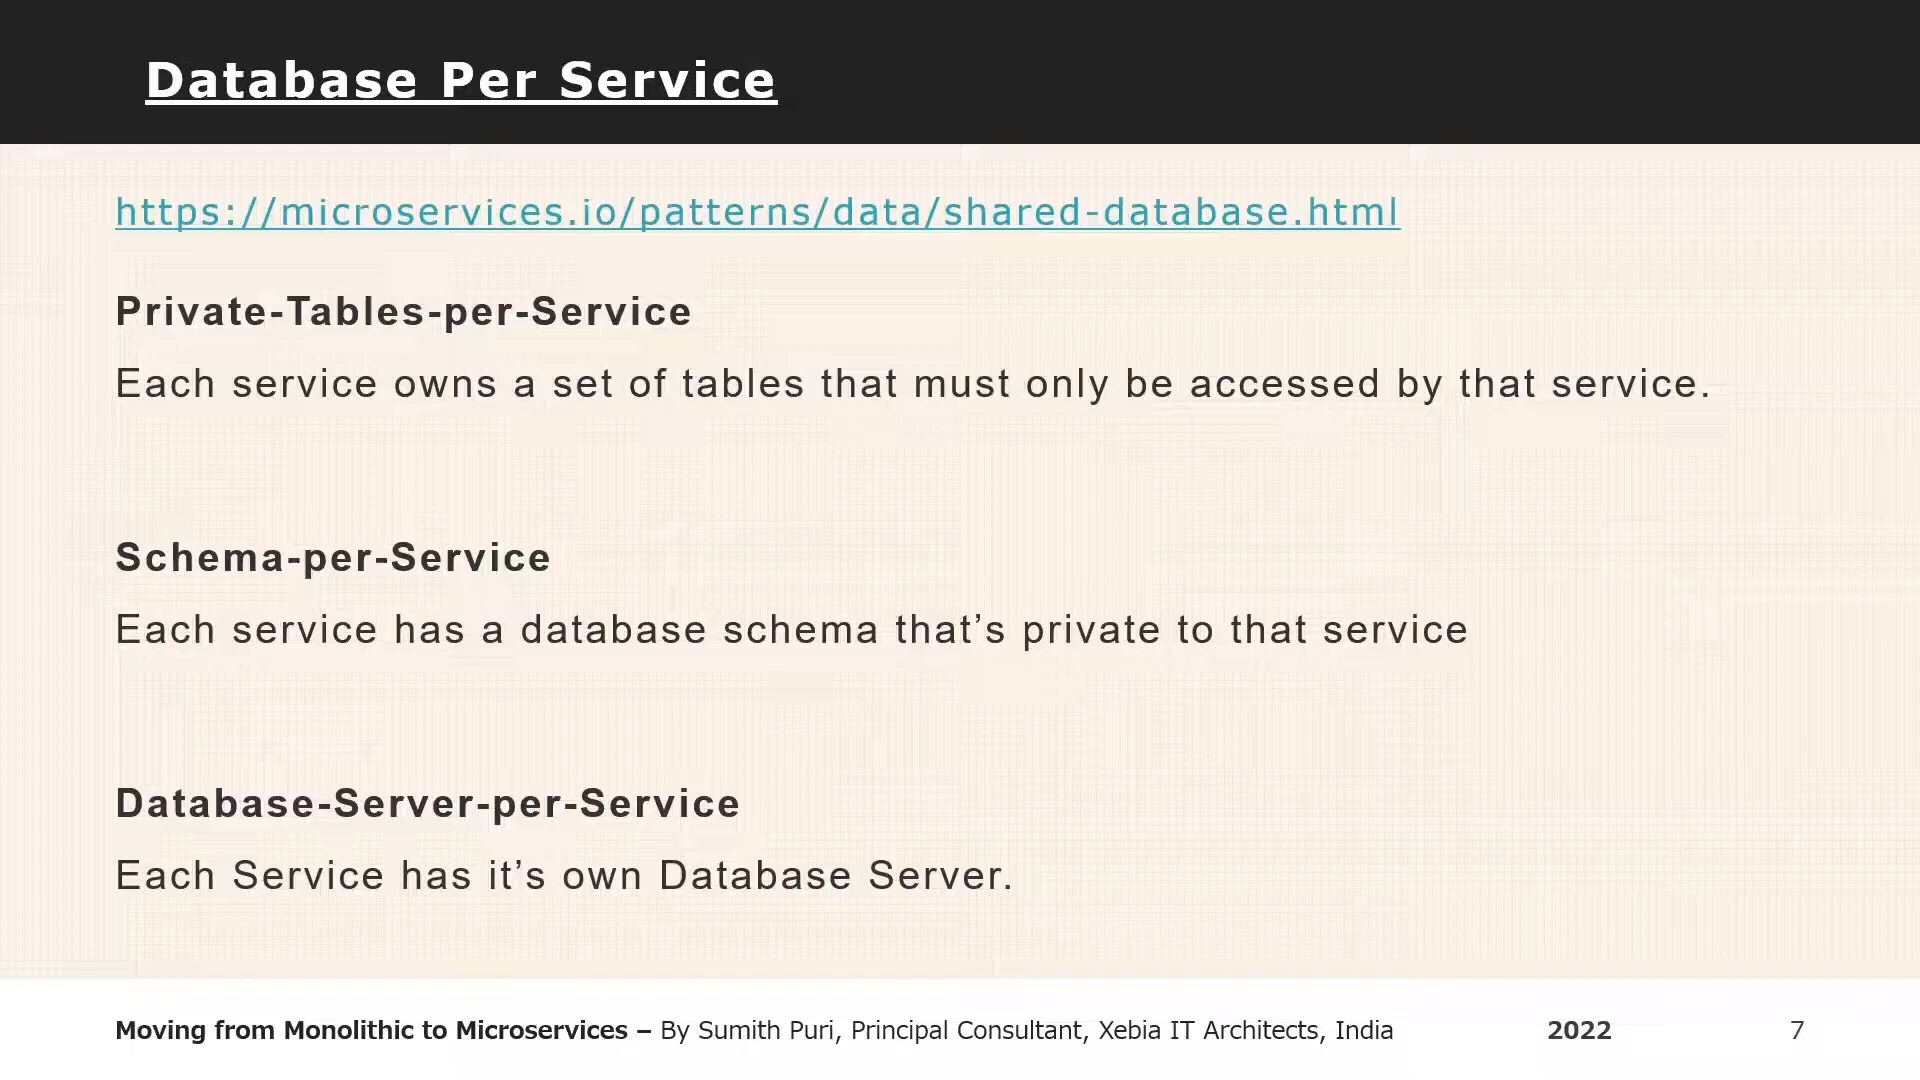 Database Per Service
https://microservices.io/patterns/data/shared-database.html
Private-Tables-per-Service
Each service owns a set of tables that must only be accessed by that service.
Schema-per-Service
Each service has a database schema that’s private to that service
Database-Server-per-Service
Each Service has it’s own Database Server.
Moving from Monolithic to Microservices – By Sumith Puri, Principal Consultant, Xebia IT Architects, India 2022 7